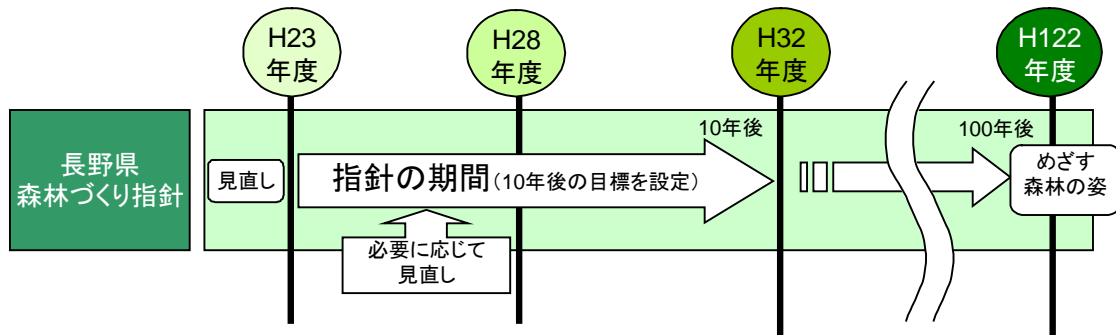 H23
年度
H28
年度
H32
年度
H122
年度
長野県
森林づくり指針
見直し
指針の期間(10年後の目標を設定)
10年後
100年後
めざす
森林の姿
必要に応じて
見直し